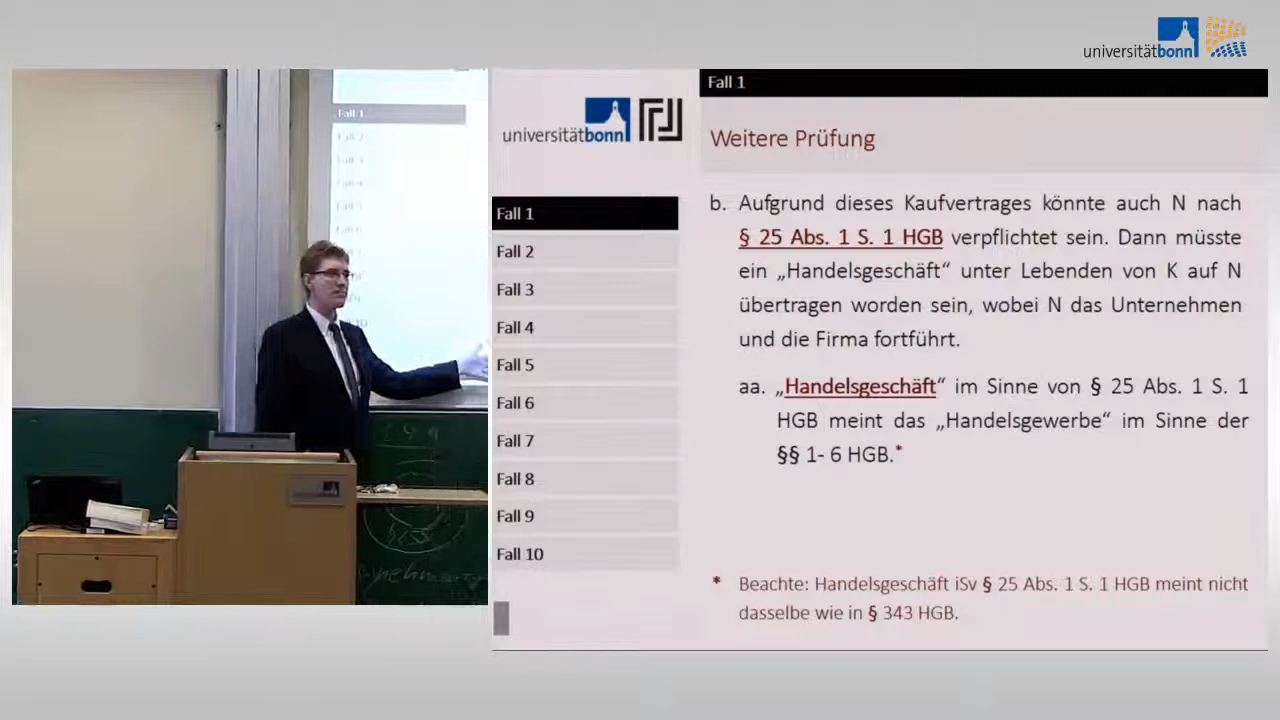 universitätbonn
Fall 1
universitätbonn
Weitere Prüfung
Fall 1
Fall 2
Fall 3
Fall 4
Fall 5
Fall 6
Fall 7
Fall 8
Fall 9
Fall 10
b. Aufgrund dieses Kaufvertrages könnte auch N nach
§ 25 Abs. 1 S. 1 HGB verpflichtet sein. Dann müsste
ein „Handelsgeschäft“ unter Lebenden von K auf N
übertragen worden sein, wobei N das Unternehmen
und die Firma fortführt.
aa. „Handelsgeschäft“ im Sinne von § 25 Abs. 1 S. 1
HGB meint das „Handelsgewerbe“ im Sinne der
§§ 1- 6 HGB.*
* Beachte: Handelsgeschäft iSv § 25 Abs. 1 S. 1 HGB meint nicht
dasselbe wie in § 343 HGB.
Fall 1